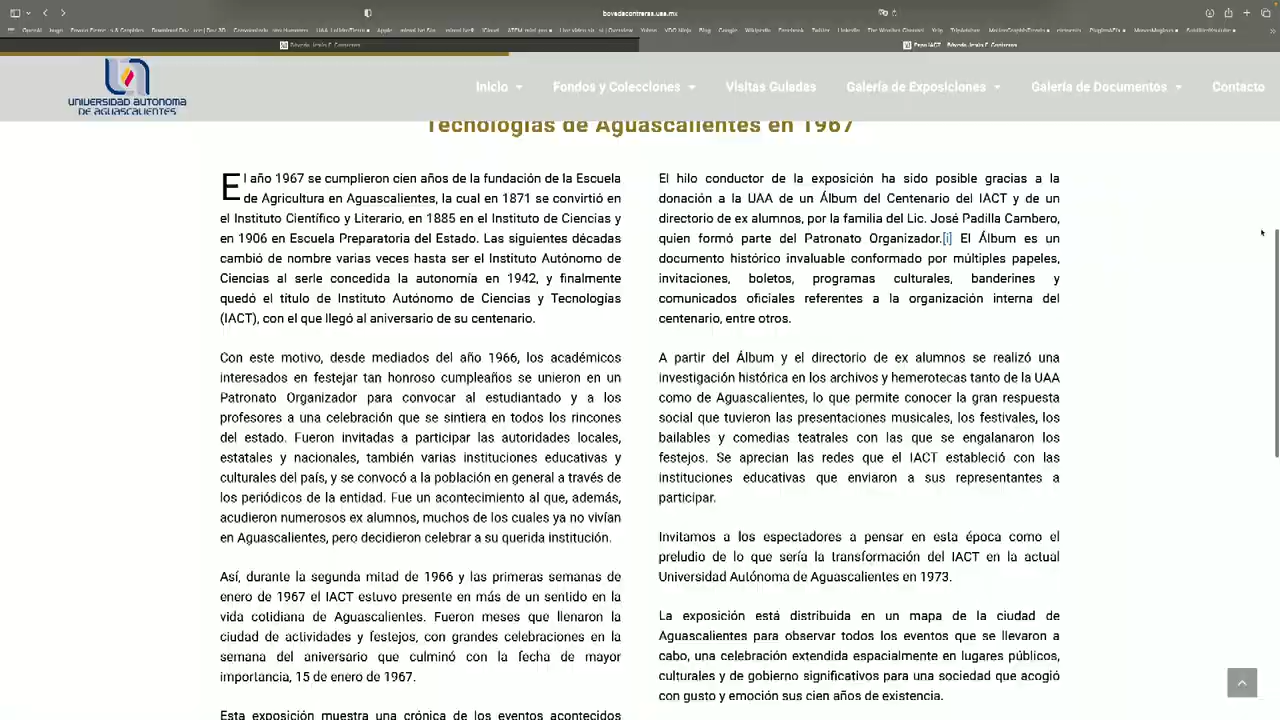 bovedacontreras.uaa.mx
UNIVERSIDAD AUTÓNOMA
DE AGUASCALIENTES
Inicio
Fondos y Colecciones
Visitas Guiadas
Galería de Exposiciones
Galería de Documentos
Contacto
Tecnologías de Aguascalientes en 1967
El año 1967 se cumplieron cien años de la fundación de la Escuela
de Agricultura en Aguascalientes, la cual en 1871 se convirtió en
el Instituto Científico y Literario, en 1885 en el Instituto de Ciencias y
en 1906 en Escuela Preparatoria del Estado. Las siguientes décadas
cambió de nombre varias veces hasta ser el Instituto Autónomo de
Ciencias al serle concedida la autonomía en 1942, y finalmente
quedó el título de Instituto Autónomo de Ciencias y Tecnologías
(IACT), con el que llegó al aniversario de su centenario.
Con este motivo, desde mediados del año 1966, los académicos
interesados en festejar tan honroso cumpleaños se unieron en un
Patronato Organizador para convocar al estudiantado y a los
profesores a una celebración que se sintiera en todos los rincones
del estado. Fueron invitadas a participar las autoridades locales,
estatales y nacionales, también varias instituciones educativas y
culturales del país, y se convocó a la población en general a través de
los periódicos de la entidad. Fue un acontecimiento al que, además,
acudieron numerosos ex alumnos, muchos de los cuales ya no vivían
en Aguascalientes, pero decidieron celebrar a su querida institución.
Así, durante la segunda mitad de 1966 y las primeras semanas de
enero de 1967 el IACT estuvo presente en más de un sentido en la
vida cotidiana de Aguascalientes. Fueron meses que llenaron la
ciudad de actividades y festejos, con grandes celebraciones en la
semana del aniversario que culminó con la fecha de mayor
importancia, 15 de enero de 1967.
Esta exposición muestra una crónica de los eventos acontecidos
El hilo conductor de la exposición ha sido posible gracias a la
donación a la UAA de un Álbum del Centenario del IACT y de un
directorio de ex alumnos, por la familia del Lic. José Padilla Cambero,
quien formó parte del Patronato Organizador.[i] El Álbum es un
documento histórico invaluable conformado por múltiples papeles,
invitaciones, boletos, programas culturales, banderines y
comunicados oficiales referentes a la organización interna del
centenario, entre otros.
A partir del Álbum y el directorio de ex alumnos se realizó una
investigación histórica en los archivos y hemerotecas tanto de la UAA
como de Aguascalientes, lo que permite conocer la gran respuesta
social que tuvieron las presentaciones musicales, los festivales, los
bailables y comedias teatrales con las que se engalanaron los
festejos. Se aprecian las redes que el IACT estableció con las
instituciones educativas que enviaron a sus representantes a
participar.
Invitamos a los espectadores a pensar en esta época como el
preludio de lo que sería la transformación del IACT en la actual
Universidad Autónoma de Aguascalientes en 1973.
La exposición está distribuida en un mapa de la ciudad de
Aguascalientes para observar todos los eventos que se llevaron a
cabo, una celebración extendida espacialmente en lugares públicos,
culturales y de gobierno significativos para una sociedad que acogió
con gusto y emoción sus cien años de existencia.